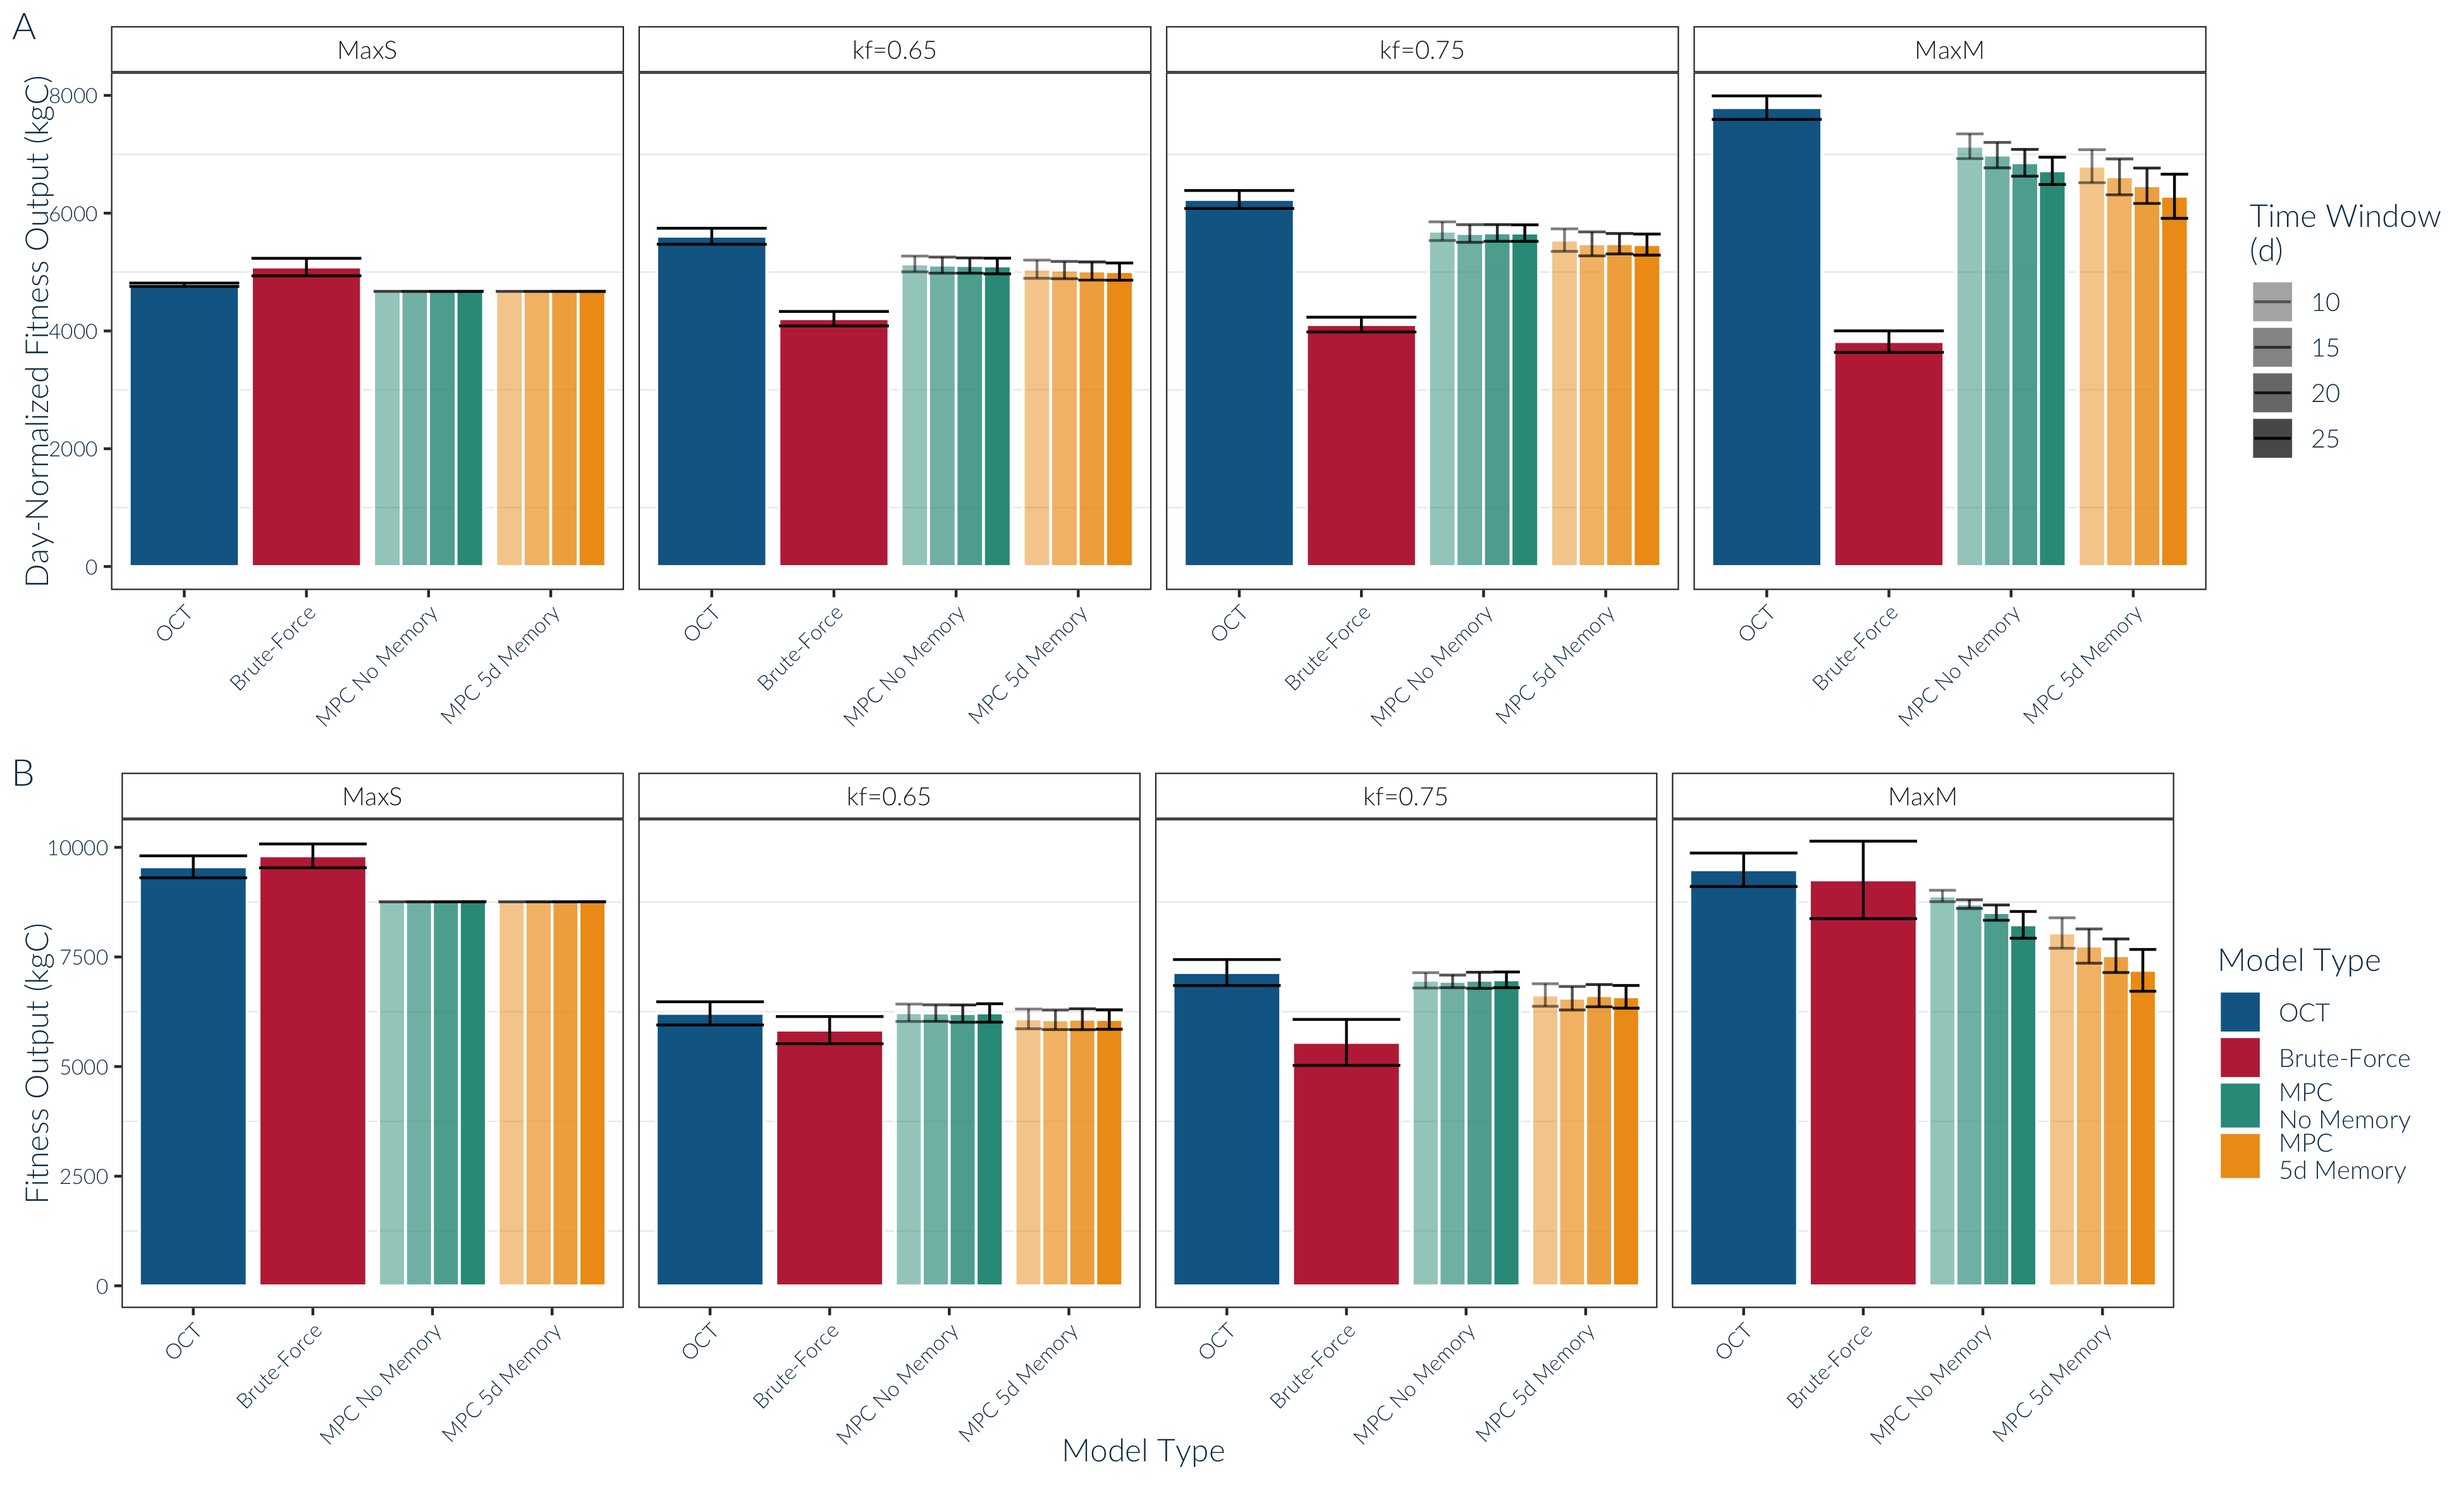 A
MaxS
kf=0.65
kf=0.75
MaxM
Day-Normalized Fitness Output (kgC)
8000
6000
4000
2000
0
OCT
Brute-Force
MPC No Memory
MPC 5d Memory
OCT
Brute-Force
MPC No Memory
MPC 5d Memory
OCT
Brute-Force
MPC No Memory
MPC 5d Memory
OCT
Brute-Force
MPC No Memory
MPC 5d Memory
Time Window
(d)
10
15
20
25
B
MaxS
kf=0.65
kf=0.75
MaxM
Fitness Output (kgC)
10000
7500
5000
2500
0
OCT
Brute-Force
MPC No Memory
MPC 5d Memory
OCT
Brute-Force
MPC No Memory
MPC 5d Memory
OCT
Brute-Force
MPC No Memory
MPC 5d Memory
OCT
Brute-Force
MPC No Memory
MPC 5d Memory
Model Type
Model Type
OCT
Brute-Force
MPC
No Memory
MPC
5d Memory